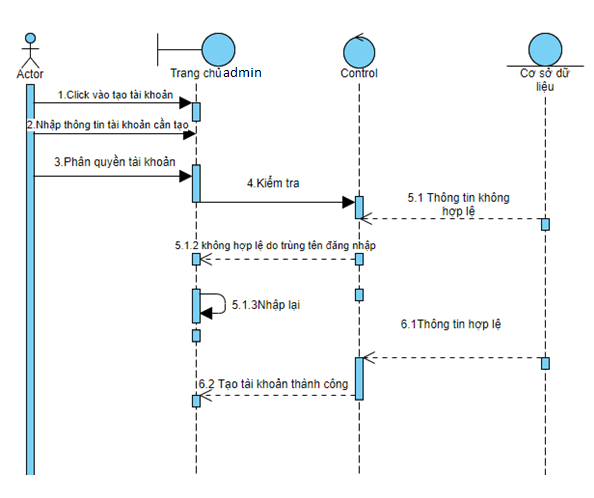 Actor
Trang chủ admin
Control
Cơ sở dữ
liệu
1.Click vào tạo tài khoản
2.Nhập thông tin tài khoản cần tạo
3.Phân quyền tài khoản
4.Kiểm tra
5.1 Thông tin không
hợp lệ
5.1.2 không hợp lệ do trùng tên đăng nhập
5.1.3Nhập lại
6.1Thông tin hợp lệ
6.2 Tạo tài khoản thành công